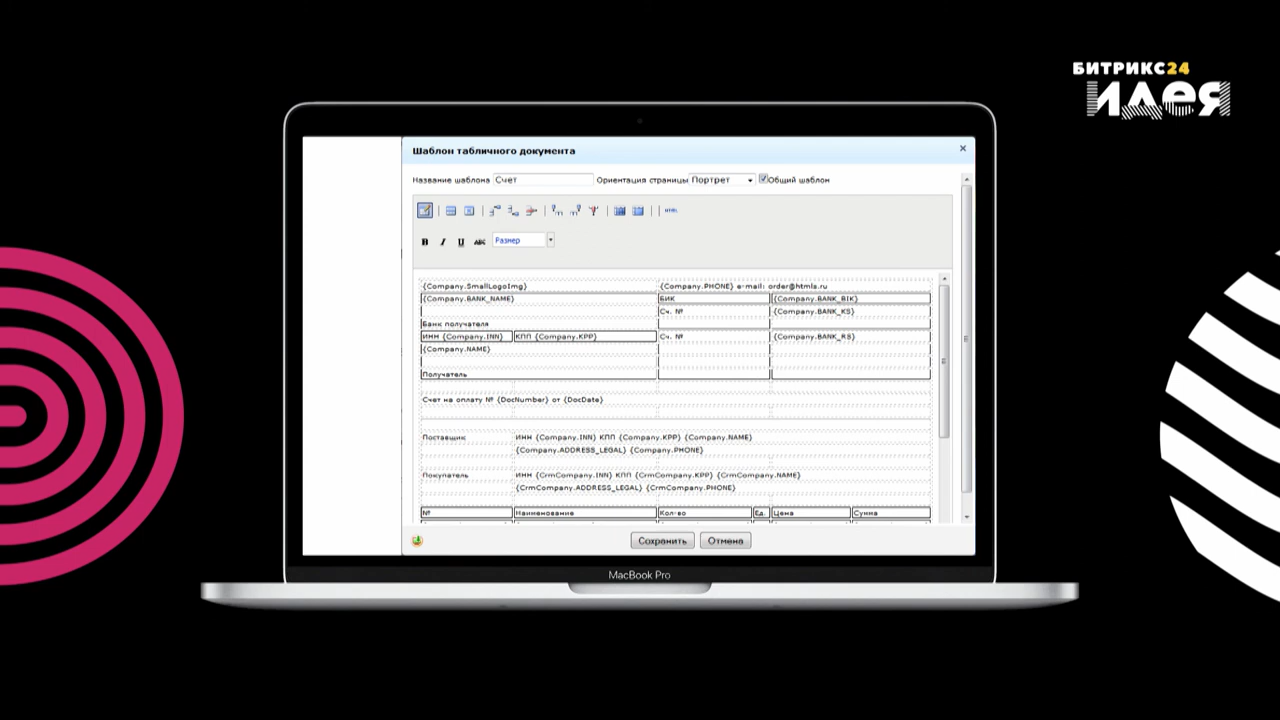 БИТРИКС24
ИДЕЯ
Шаблон табличного документа
Название шаблона Счет Ориентация страницы Портрет Общий шаблон
HTML
B I U ABC Размер
{Company.SmallLogoImg} {Company.PHONE} e-mail: order@htmls.ru
{Company.BANK_NAME} БИК {Company.BANK_BIK}
Сч. № {Company.BANK_KS}
Банк получателя
ИНН {Company.INN} КПП {Company.KPP} Сч. № {Company.BANK_RS}
{Company.NAME}
Получатель
Счет на оплату № {DocNumber} от {DocDate}
Поставщик ИНН {Company.INN} КПП {Company.KPP} {Company.NAME}
{Company.ADDRESS_LEGAL} {Company.PHONE}
Покупатель ИНН {CrmCompany.INN} КПП {CrmCompany.KPP} {CrmCompany.NAME}
{CrmCompany.ADDRESS_LEGAL} {CrmCompany.PHONE}
№ Наименование Кол-во Ед. Цена Сумма
Сохранить Отмена
MacBook Pro